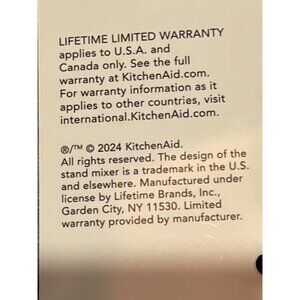 LIFETIME LIMITED WARRANTY
applies to U.S.A. and
Canada only. See the full
warranty at KitchenAid.com.
For warranty information as it
applies to other countries, visit
international.KitchenAid.com.
®/™ © 2024 KitchenAid.
All rights reserved. The design of the
stand mixer is a trademark in the U.S.
and elsewhere. Manufactured under
license by Lifetime Brands, Inc.,
Garden City, NY 11530. Limited
warranty provided by manufacturer.